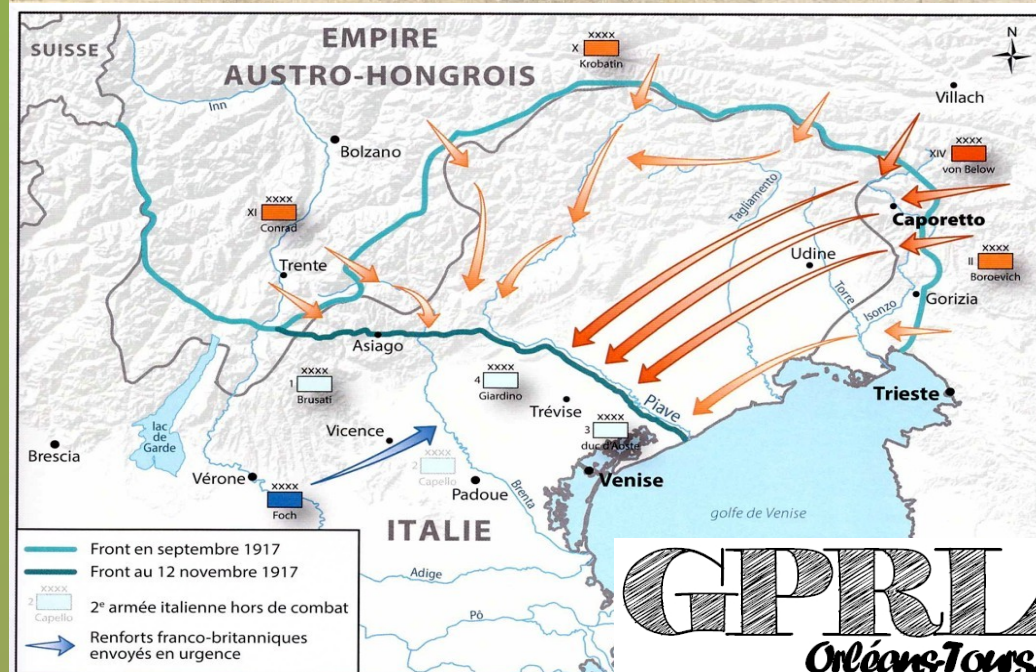 SUISSE
EMPIRE
AUSTRO-HONGROIS
N
Inn
XXXX
X
Krobatin
Villach
Bolzano
XXXX
XIV
von Below
XXXX
XI
Conrad
Tagliamento
Caporetto
Trente
Udine
XXXX
II
Boroevich
Torre
Isonzo
Gorizia
Asiago
XXXX
1
Brusati
XXXX
4
Giardino
Trévise
Piave
Trieste
lac
de
Garde
Brescia
Vicence
XXXX
3
duc d'Aoste
XXXX
2
Capello
Vérone
Padoue
Brenta
Venise
XXXX
Foch
golfe de Venise
ITALIE
Adige
Pô
Front en septembre 1917
Front au 12 novembre 1917
XXXX
2
Capello
2e armée italienne hors de combat
Renforts franco-britanniques
envoyés en urgence
GPRLA
Orléans-Tours